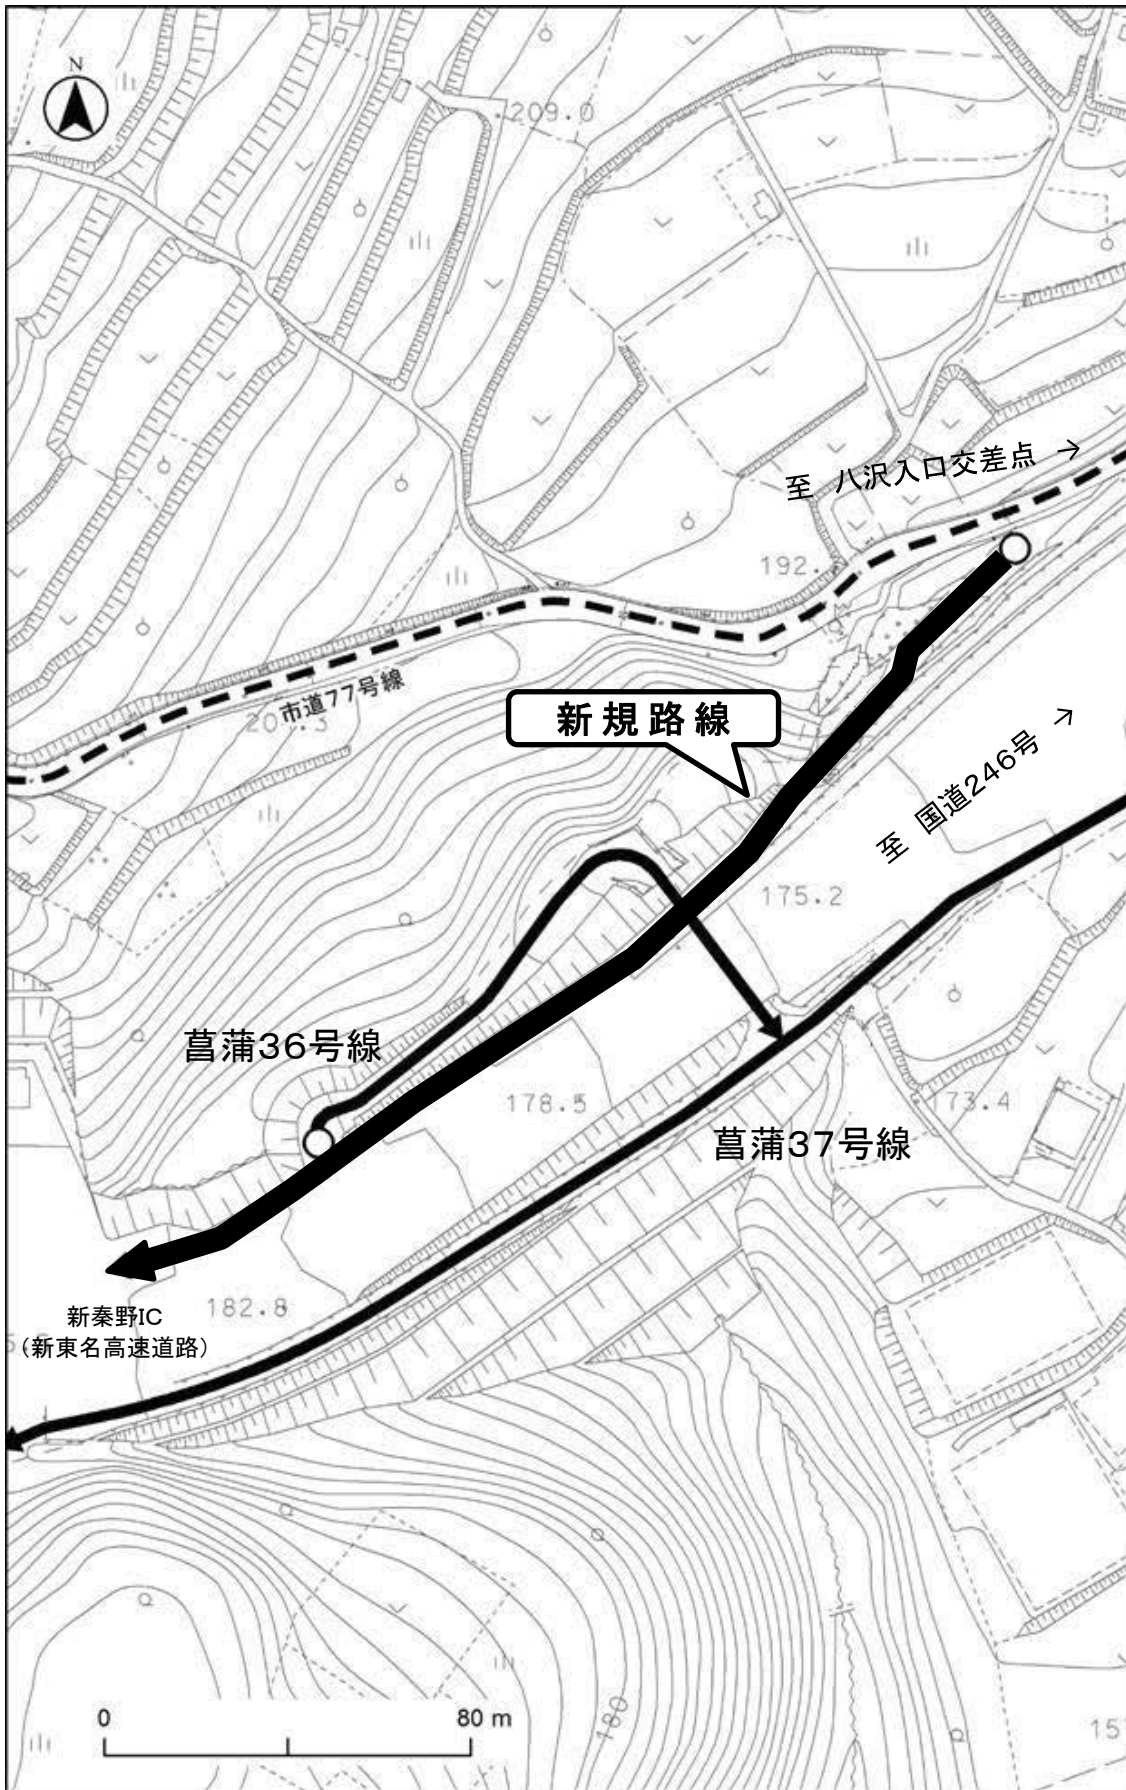 N
209.0
至 八沢入口交差点 →
192.
市道77号線
新規路線
至 国道246号 →
175.2
菖蒲36号線
178.5
73.4
菖蒲37号線
182.8
新秦野IC
(新東名高速道路)
180
0 80 m
15